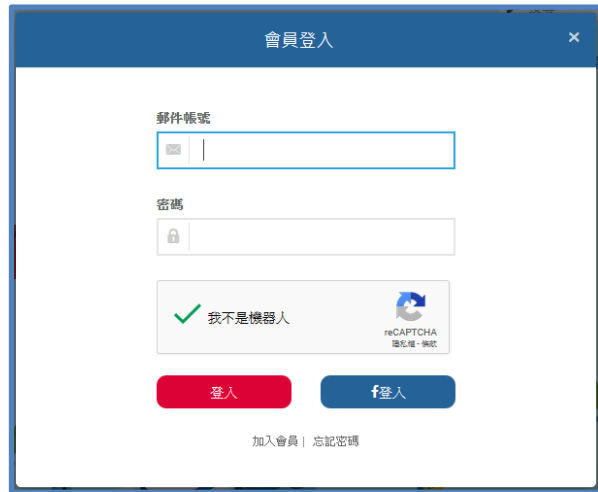 會員登入 ×
郵件帳號
密碼
我不是機器人
reCAPTCHA
隱私權 - 條款
登入
f登入
加入會員 | 忘記密碼